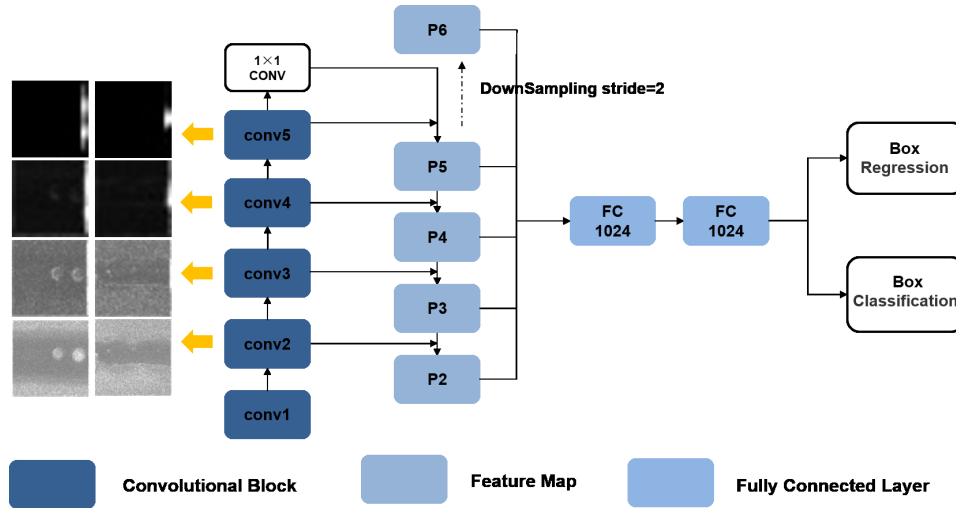 P6
1×1
CONV
DownSampling stride=2
conv5
P5
conv4
P4
conv3
P3
conv2
P2
conv1
FC
1024
FC
1024
Box
Regression
Box
Classification
Convolutional Block
Feature Map
Fully Connected Layer